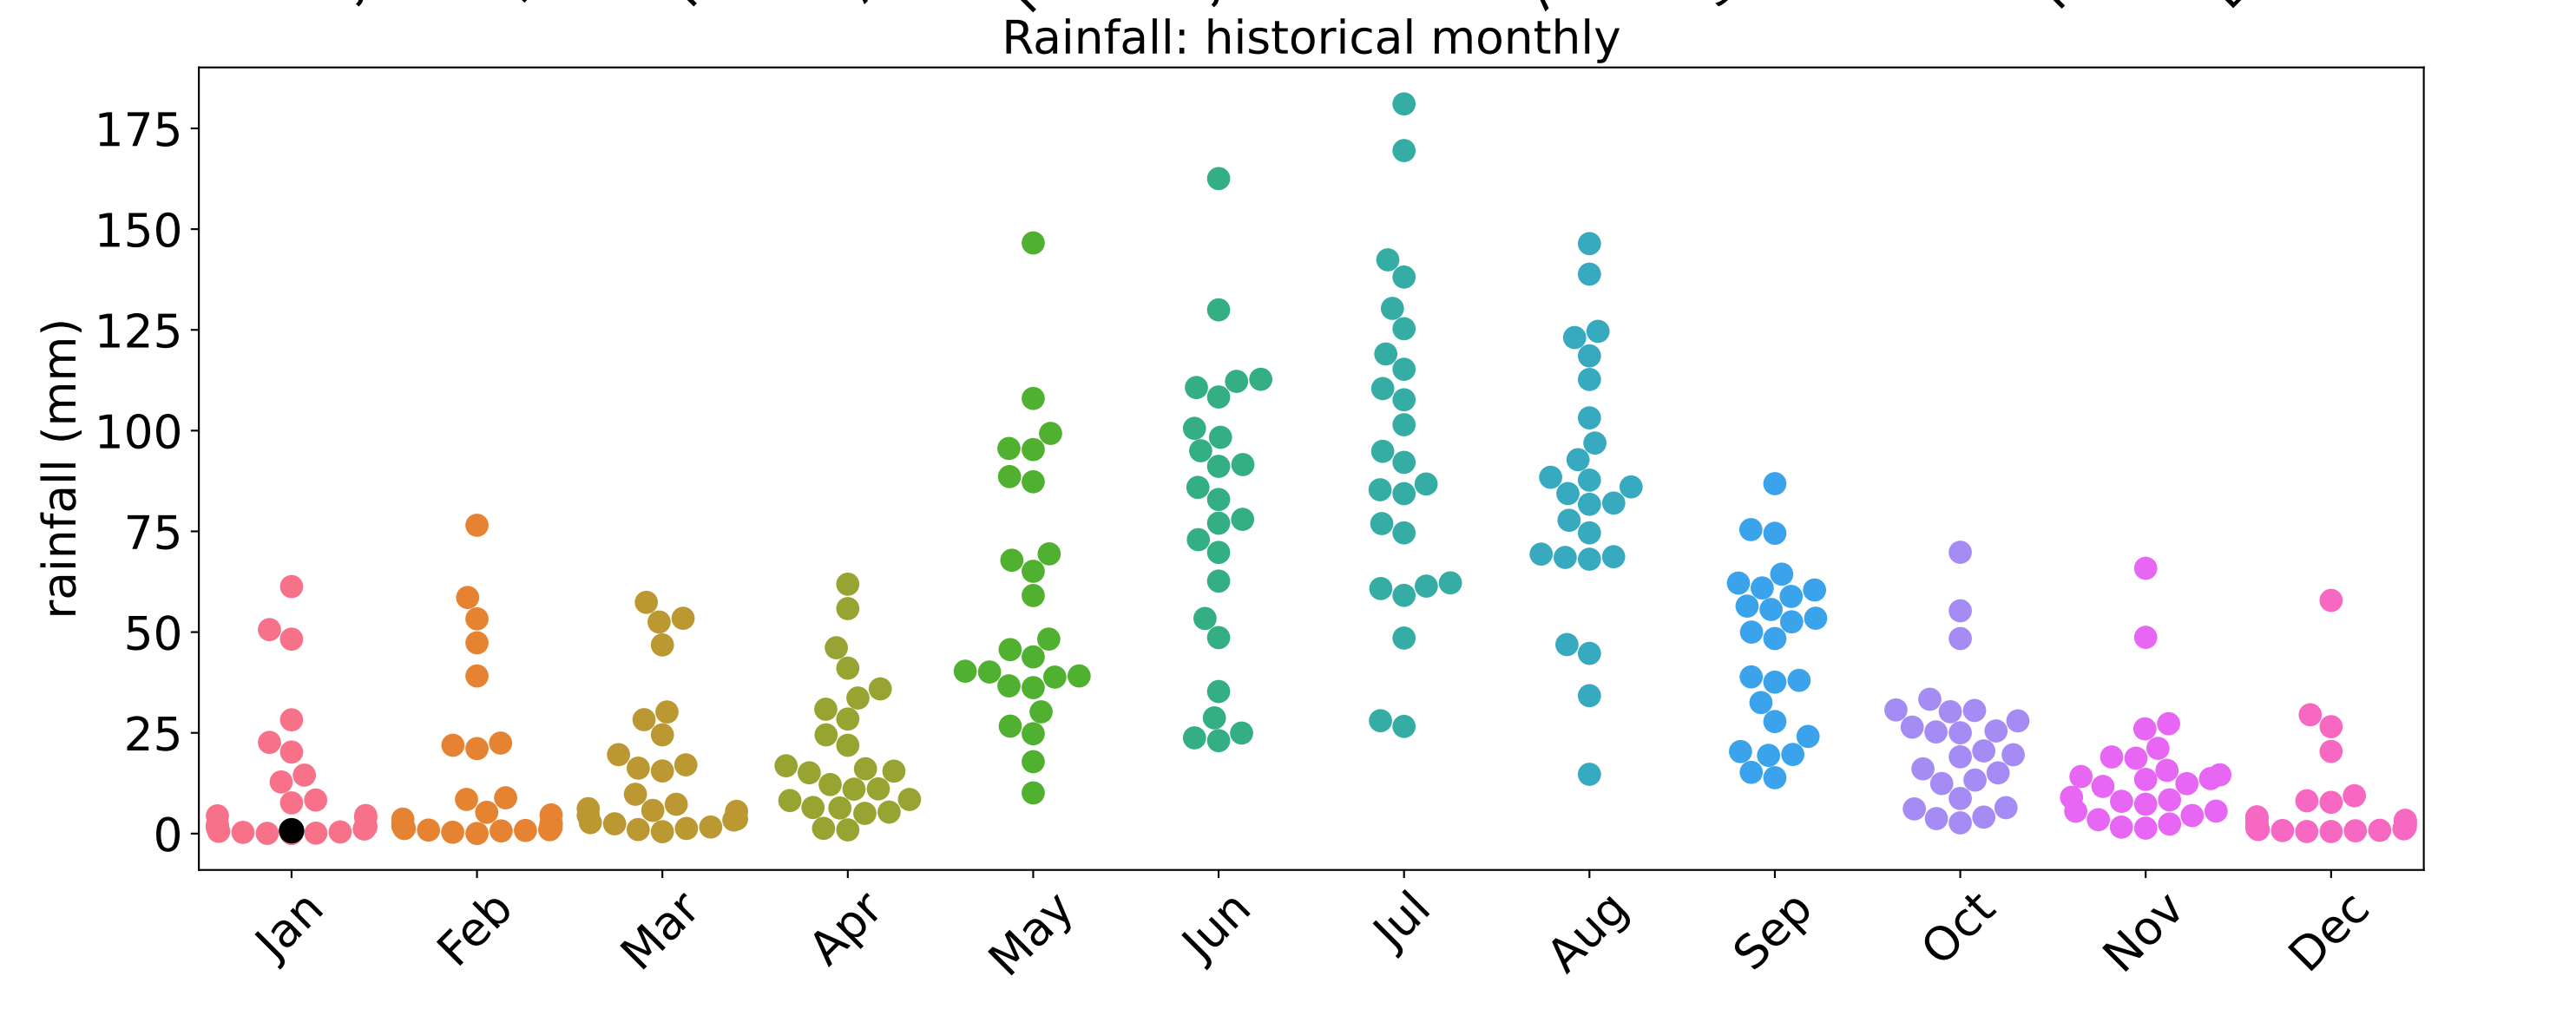 Rainfall: historical monthly
rainfall (mm)
175
150
125
100
75
50
25
0
Jan
Feb
Mar
Apr
May
Jun
Jul
Aug
Sep
Oct
Nov
Dec